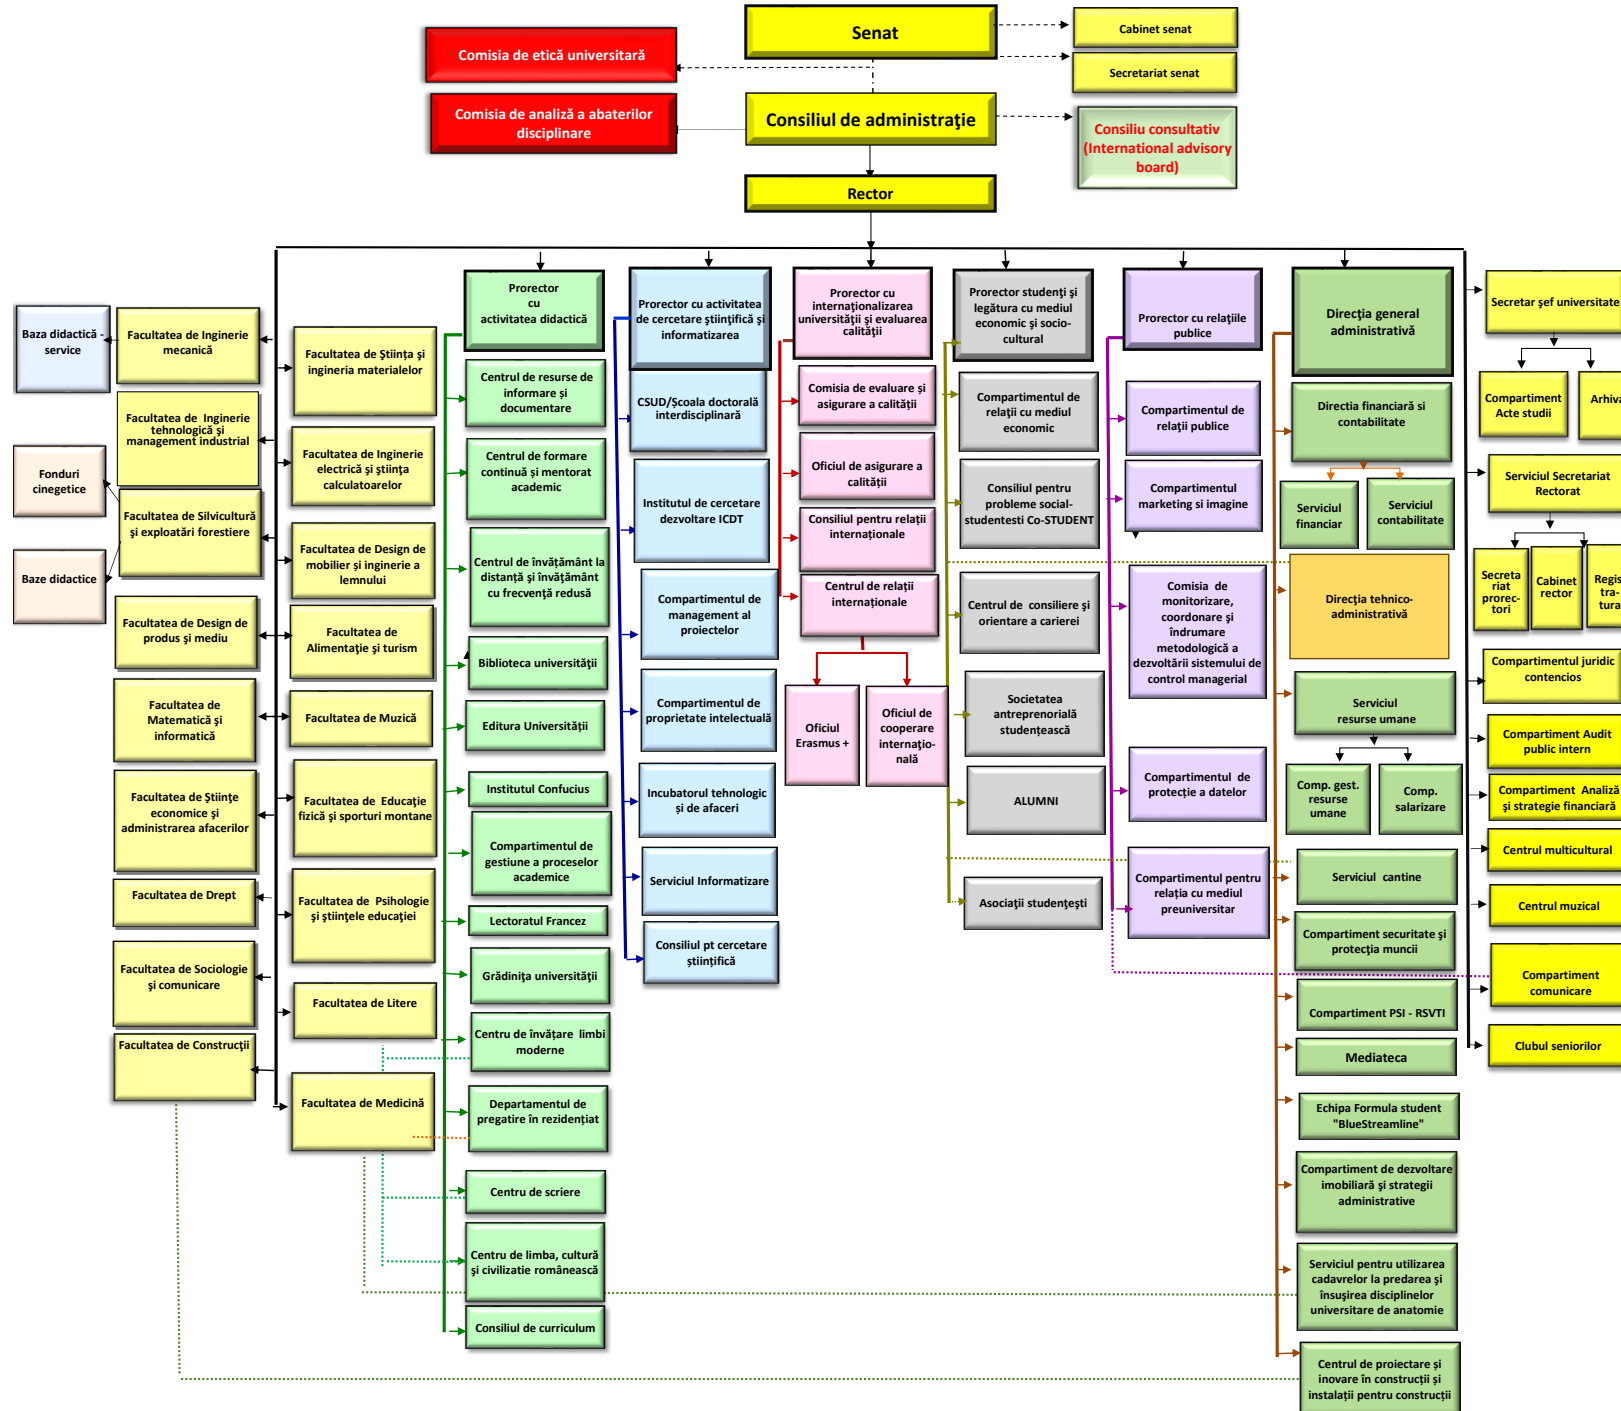 Senat
Cabinet senat
Secretariat senat
Comisia de etică universitară
Comisia de analiză a abaterilor
disciplinare
Consiliul de administraţie
Consiliu consultativ
(International advisory
board)
Rector
Baza didactică -
service
Fonduri
cinegetice
Baze didactice
Facultatea de Inginerie
mecanică
Facultatea de  Inginerie
tehnologică şi
management industrial
Facultatea de Silvicultură
şi exploatări forestiere
Facultatea de Design de
produs şi mediu
Facultatea de
Matematică şi
informatică
Facultatea de Ştiinţe
economice şi
administrarea afacerilor
Facultatea de Drept
Facultatea de Sociologie
şi comunicare
Facultatea de Construcţii
Facultatea de Ştiinţa şi
ingineria materialelor
Facultatea de Inginerie
electrică şi ştiinţa
calculatoarelor
Facultatea de Design de
mobilier şi inginerie a
lemnului
Facultatea de
Alimentaţie şi turism
Facultatea de Muzică
Facultatea de  Educaţie
fizică şi sporturi montane
Facultatea de  Psihologie
şi ştiinţele educaţiei
Facultatea de Litere
Facultatea de Medicină
Prorector
cu
activitatea didactică
Centrul de resurse de
informare şi
documentare
Centrul de formare
continuă şi mentorat
academic
Centrul de învăţământ la
distanţă şi învăţământ
cu frecvenţă redusă
Biblioteca universităţii
Editura Universităţii
Institutul Confucius
Compartimentul de
gestiune a proceselor
academice
Lectoratul Francez
Grădiniţa universităţii
Centru de învățare  limbi
moderne
Departamentul de
pregatire în rezidențiat
Centru de scriere
Centru de limba, cultură
şi civilizatie românească
Consiliul de curriculum
Prorector cu activitatea
de cercetare ştiinţifică şi
informatizarea
CSUD/Şcoala doctorală
interdisciplinară
Institutul de cercetare
dezvoltare ICDT
Compartimentul de
management al
proiectelor
Compartimentul de
proprietate intelectuală
Incubatorul tehnologic
şi de afaceri
Serviciul Informatizare
Consiliul pt cercetare
ştiinţifică
Prorector cu
internaţionalizarea
universităţii şi evaluarea
calităţii
Comisia de evaluare şi
asigurare a calităţii
Oficiul de asigurare a
calităţii
Consiliul pentru relaţii
internaţionale
Centrul de relaţii
internaţionale
Oficiul
Erasmus +
Oficiul de
cooperare
internaţio-
nală
Prorector studenţi şi
legătura cu mediul
economic şi socio-
cultural
Compartimentul de
relaţii cu mediul
economic
Consiliul pentru
probleme social-
studentesti Co-STUDENT
Centrul de  consiliere şi
orientare a carierei
Societatea
antreprenorială
studențească
ALUMNI
Asociaţii studenţeşti
Prorector cu relaţiile
publice
Compartimentul de
relaţii publice
Compartimentul
marketing si imagine
Comisia  de
monitorizare,
coordonare şi
îndrumare
metodologică a
dezvoltării sistemului de
control managerial
Compartimentul  de
protecție a datelor
Compartimentul pentru
relația cu mediul
preuniversitar
Direcţia general
administrativă
Directia financiară si
contabilitate
Serviciul
financiar
Serviciul
contabilitate
Direcţia tehnico-
administrativă
Serviciul
resurse umane
Comp. gest.
resurse
umane
Comp.
salarizare
Serviciul  cantine
Compartiment securitate şi
protecţia muncii
Compartiment PSI - RSVTI
Mediateca
Echipa Formula student
"BlueStreamline"
Compartiment de dezvoltare
imobiliară şi strategii
administrative
Serviciul pentru utilizarea
cadavrelor la predarea şi
însuşirea disciplinelor
universitare de anatomie
Centrul de proiectare şi
inovare în construcţii şi
instalaţii pentru construcţii
Secretar şef universitate
Compartiment
Acte studii
Arhiva
Serviciul Secretariat
Rectorat
Secreta
riat
prorec-
tori
Cabinet
rector
Regis
tra-
tura
Compartimentul juridic
contencios
Compartiment Audit
public intern
Compartiment  Analiză
şi strategie financiară
Centrul multicultural
Centrul muzical
Compartiment
comunicare
Clubul seniorilor